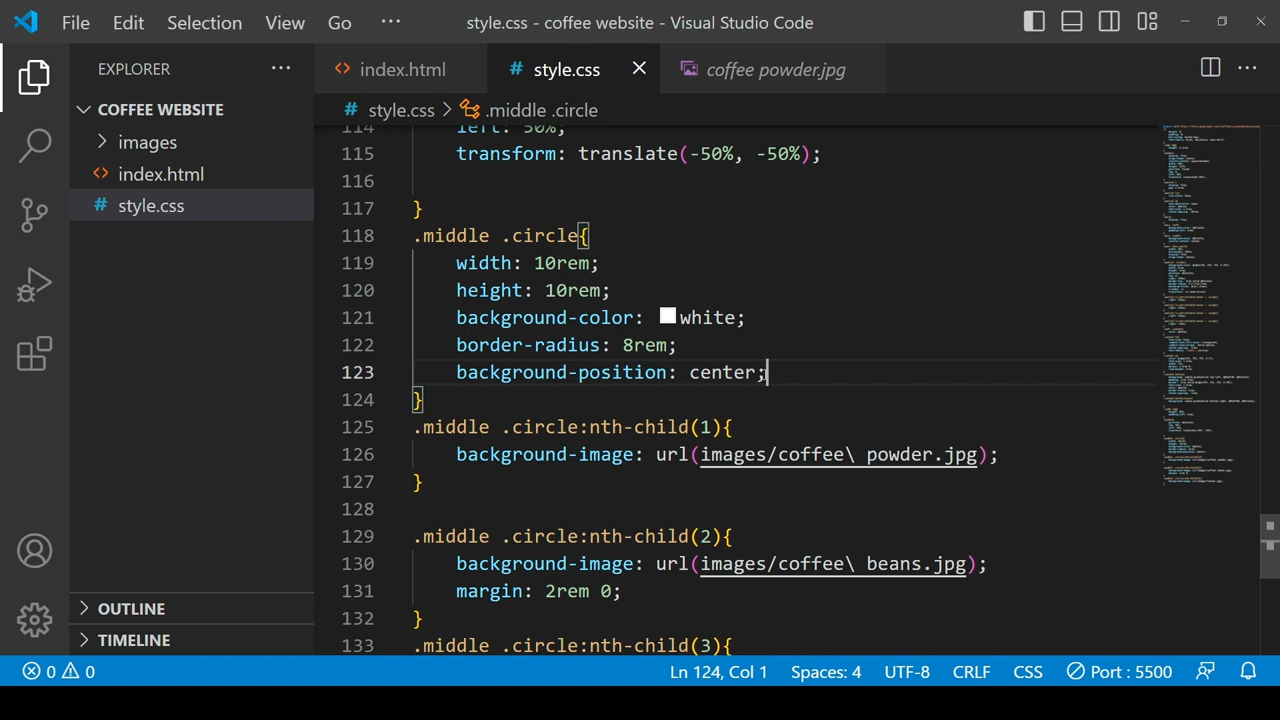 File Edit Selection View Go ··· style.css - coffee website - Visual Studio Code
EXPLORER ···
index.html
# style.css
coffee powder.jpg
COFFEE WEBSITE
images
index.html
# style.css
OUTLINE
TIMELINE
# style.css > .middle .circle
114 left: 50%;
115 transform: translate(-50%, -50%);
116
117 }
118 .middle .circle{
119 width: 10rem;
120 height: 10rem;
121 background-color: white;
122 border-radius: 8rem;
123 background-position: center;
124 }
125 .middle .circle:nth-child(1){
126 background-image: url(images/coffee\ powder.jpg);
127 }
128
129 .middle .circle:nth-child(2){
130 background-image: url(images/coffee\ beans.jpg);
131 margin: 2rem 0;
132 }
133 .middle .circle:nth-child(3){
0 0 Ln 124, Col 1 Spaces: 4 UTF-8 CRLF CSS Port : 5500